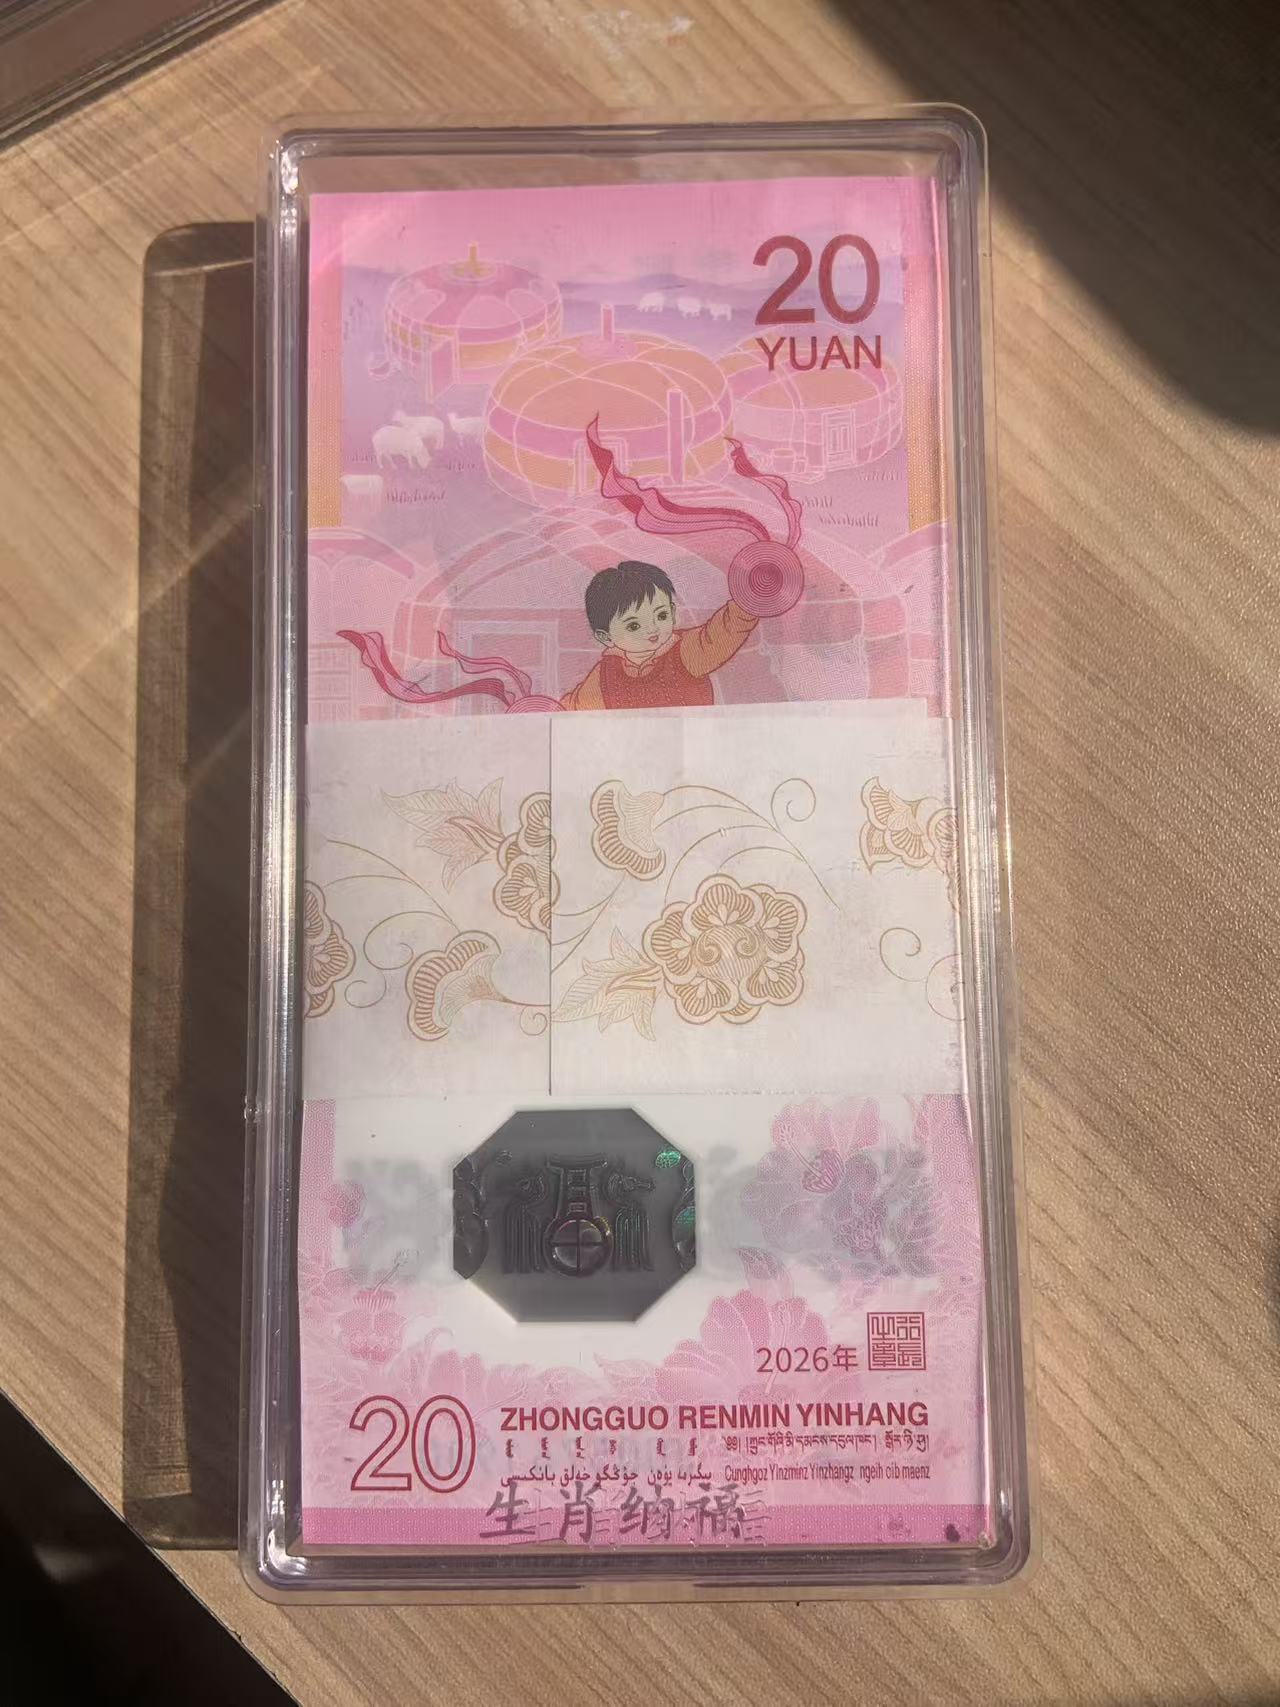 20
YUAN
2026年
20
ZHONGGUO RENMIN YINHANG
Cunghgoz Yinzminz Yinzhangz ngeih cib maenz
生肖纳福